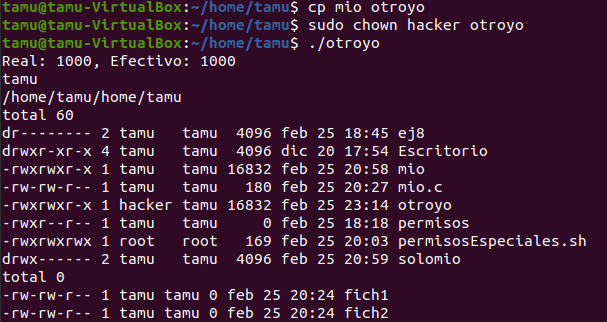 tamu@tamu-VirtualBox:~/home/tamu$ cp mio otroyo
tamu@tamu-VirtualBox:~/home/tamu$ sudo chown hacker otroyo
tamu@tamu-VirtualBox:~/home/tamu$ ./otroyo
Real: 1000, Efectivo: 1000
tamu
/home/tamu/home/tamu
total 60
dr-------- 2 tamu   tamu  4096 feb 25 18:45 ej8
drwxr-xr-x 4 tamu   tamu  4096 dic 20 17:54 Escritorio
-rwxrwxr-x 1 tamu   tamu 16832 feb 25 20:58 mio
-rw-rw-r-- 1 tamu   tamu   180 feb 25 20:27 mio.c
-rwxrwxr-x 1 hacker tamu 16832 feb 25 23:14 otroyo
-rwxr--r-- 1 tamu   tamu     0 feb 25 18:18 permisos
-rwxrwxrwx 1 root   root   169 feb 25 20:03 permisosEspeciales.sh
drwx------ 2 tamu   tamu  4096 feb 25 20:59 solomio
total 0
-rw-rw-r-- 1 tamu tamu 0 feb 25 20:24 fich1
-rw-rw-r-- 1 tamu tamu 0 feb 25 20:24 fich2